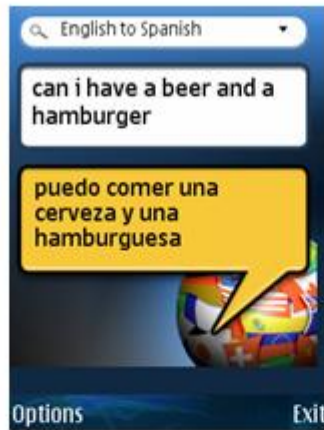 English to Spanish
can i have a beer and a
hamburger
puedo comer una
cerveza y una
hamburguesa
Options Exit